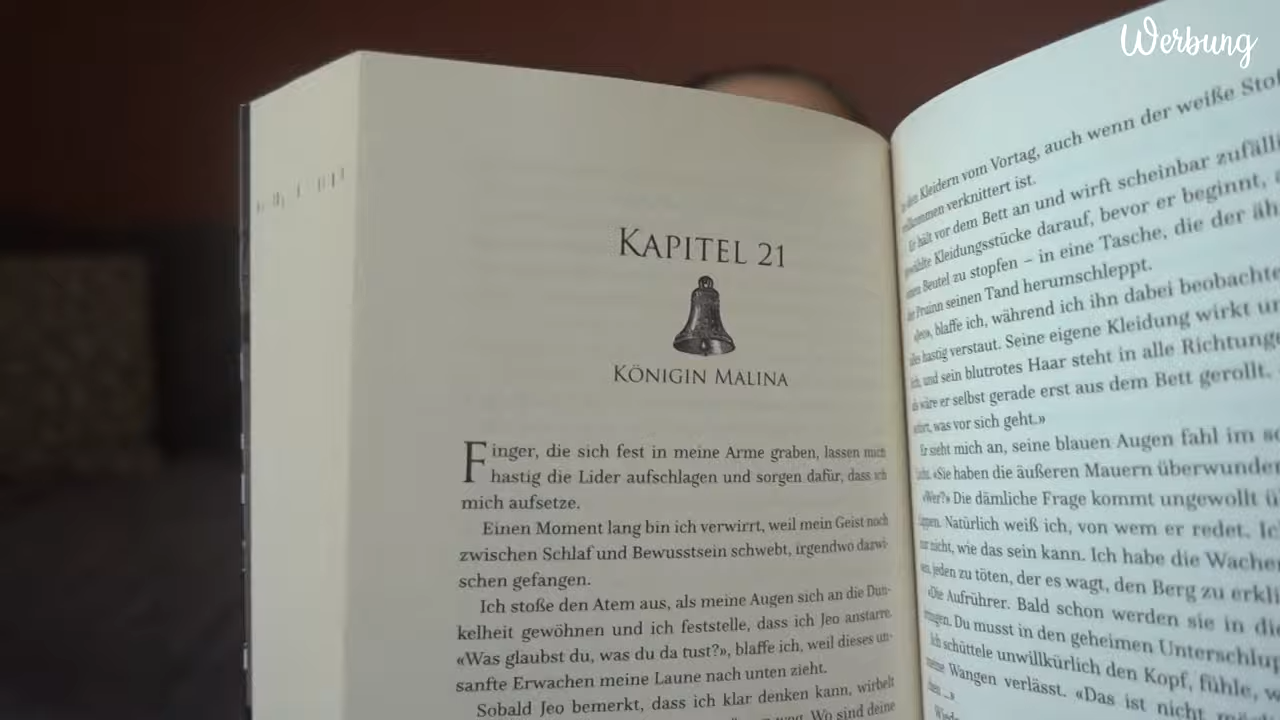 Werbung
KAPITEL 21
KÖNIGIN MALINA
Finger, die sich fest in meine Arme graben, lassen mich
hastig die Lider aufschlagen und sorgen dafür, dass ich
mich aufsetze.
Einen Moment lang bin ich verwirrt, weil mein Geist noch
zwischen Schlaf und Bewusstsein schwebt, irgendwo dazwi-
schen gefangen.
Ich stoße den Atem aus, als meine Augen sich an die Dun-
kelheit gewöhnen und ich feststelle, dass ich Jeo anstarre.
«Was glaubst du, was du da tust?», blaffe ich, weil dieses un-
sanfte Erwachen meine Laune nach unten zieht.
Sobald Jeo bemerkt, dass ich klar denken kann, wirbelt
Wo sind deine
Kleidern vom Vortag, auch wenn der weiße
verknittert ist.
Er hält vor dem Bett an und wirft scheinbar
Kleidungsstücke darauf, bevor er beginnt,
Beutel zu stopfen – in eine Tasche, die der
Pruinn seinen Tand herumschleppt.
blaffe ich, während ich ihn dabei
hastig verstaut. Seine eigene Kleidung wirkt
und sein blutrotes Haar steht in alle
wäre er selbst gerade erst aus dem Bett gerollt.
was vor sich geht.»
Er sieht mich an, seine blauen Augen fahl im
«Sie haben die äußeren Mauern
«Wer?» Die dämliche Frage kommt ungewollt
Natürlich weiß ich, von wem er redet. Ich
nicht, wie das sein kann. Ich habe die
jeden zu töten, der es wagt, den Berg zu
«Die Aufrührer. Bald schon werden sie in
Du musst in den geheimen
Ich schüttele unwillkürlich den Kopf, fühle,
meine Wangen verlässt. «Das ist nicht